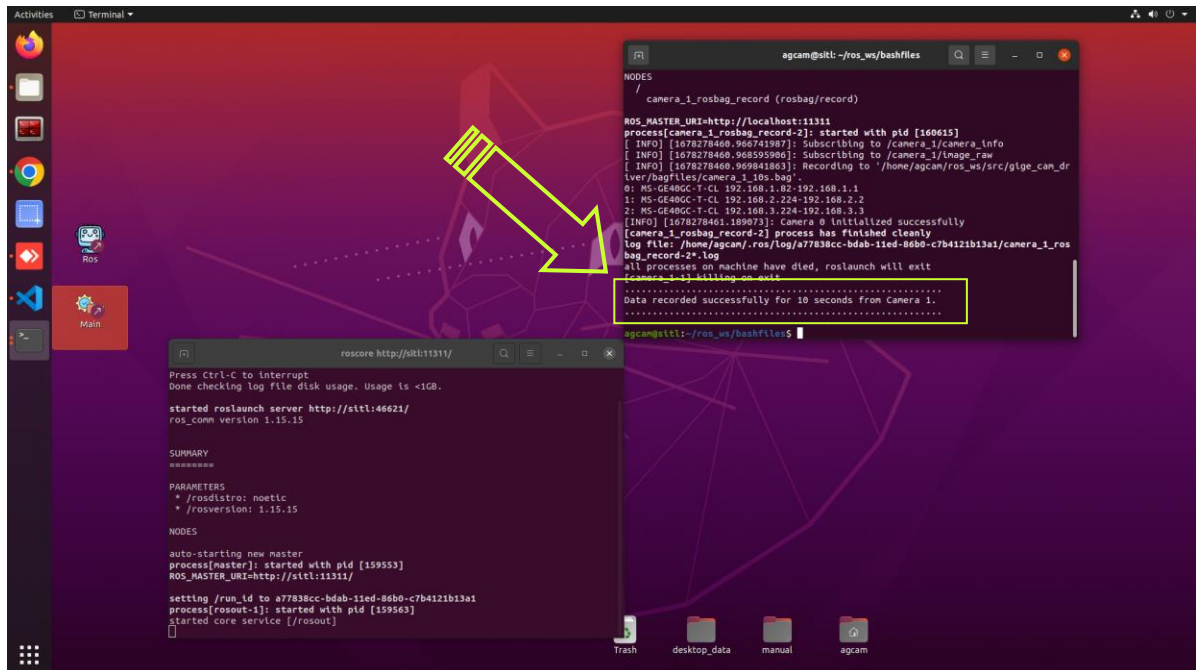 Activities
Terminal
Ros
Main
agcam@sitl: ~/ros_ws/bashfiles
NODES
/
camera_1_rosbag_record (rosbag/record)
ROS_MASTER_URI=http://localhost:11311
process[camera_1_rosbag_record-2]: started with pid [160615]
[ INFO] [1678278460.966741987]: Subscribing to /camera_1/camera_info
[ INFO] [1678278460.968595906]: Subscribing to /camera_1/image_raw
[ INFO] [1678278460.969841863]: Recording to '/home/agcam/ros_ws/src/gige_cam_dr
iver/bagfiles/camera_1_10s.bag'.
0: MS-GE40GC-T-CL 192.168.1.82-192.168.1.1
1: MS-GE40GC-T-CL 192.168.2.224-192.168.2.2
2: MS-GE40GC-T-CL 192.168.3.224-192.168.3.3
[INFO] [1678278461.189073]: Camera 0 initialized successfully
[camera_1_rosbag_record-2] process has finished cleanly
log file: /home/agcam/.ros/log/a77838cc-bdab-11ed-86b0-c7b4121b13a1/camera_1_ros
bag_record-2*.log
all processes on machine have died, roslaunch will exit
[camera_1-1] killing on exit
......................................................
Data recorded successfully for 10 seconds from Camera 1.
......................................................
agcam@sitl:~/ros_ws/bashfiles$
roscore http://sitl:11311/
Press Ctrl-C to interrupt
Done checking log file disk usage. Usage is <1GB.
started roslaunch server http://sitl:46621/
ros_comm version 1.15.15
SUMMARY
========
PARAMETERS
* /rosdistro: noetic
* /rosversion: 1.15.15
NODES
auto-starting new master
process[master]: started with pid [159553]
ROS_MASTER_URI=http://sitl:11311/
setting /run_id to a77838cc-bdab-11ed-86b0-c7b4121b13a1
process[rosout-1]: started with pid [159563]
started core service [/rosout]
Trash
desktop_data
manual
agcam